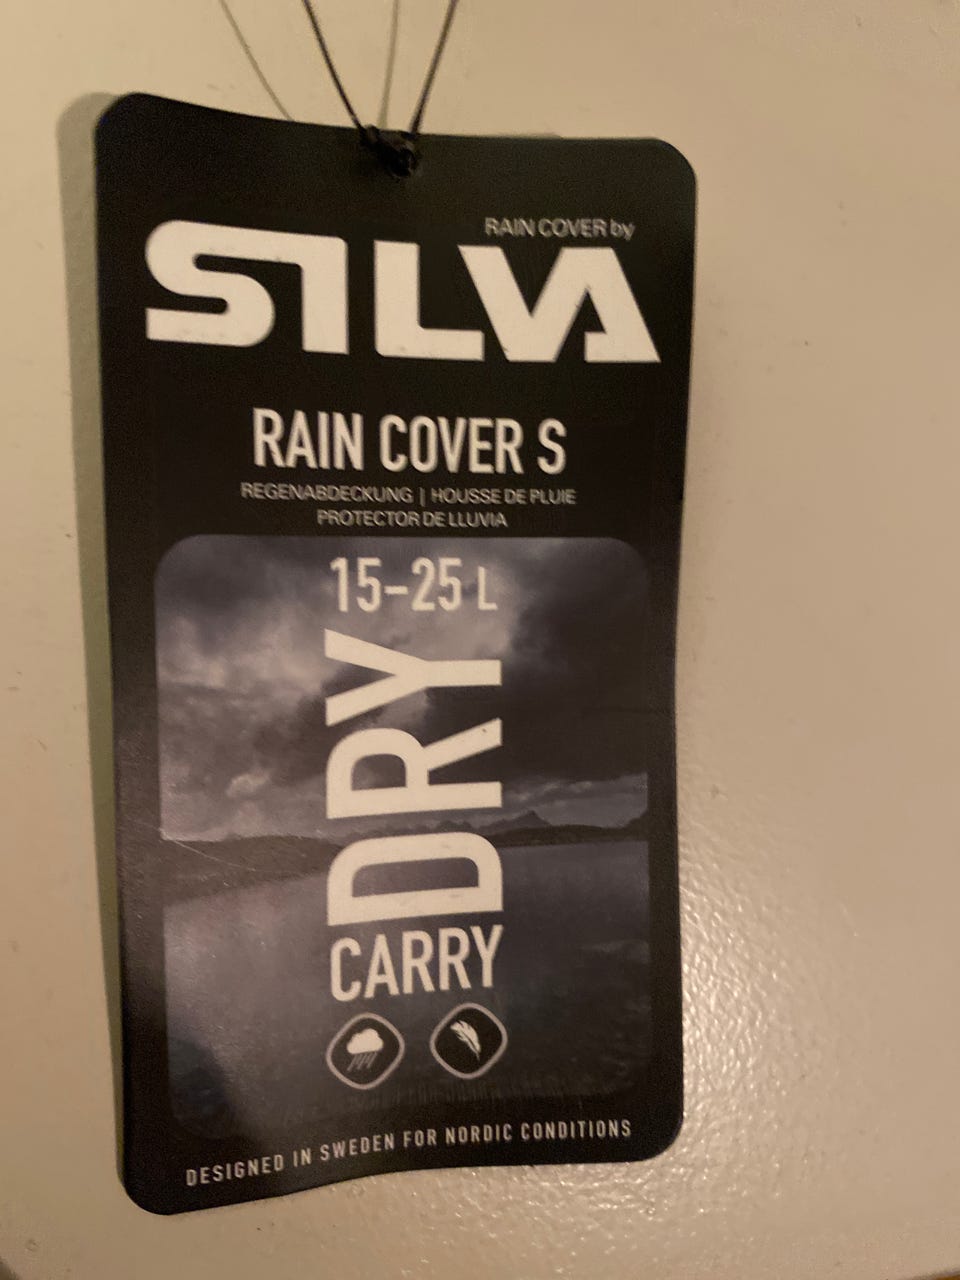 RAIN COVER by
SILVA
RAIN COVER S
REGENABDECKUNG | HOUSSE DE PLUIE
PROTECTOR DE LLUVIA
15-25 L
DRY
CARRY
DESIGNED IN SWEDEN FOR NORDIC CONDITIONS